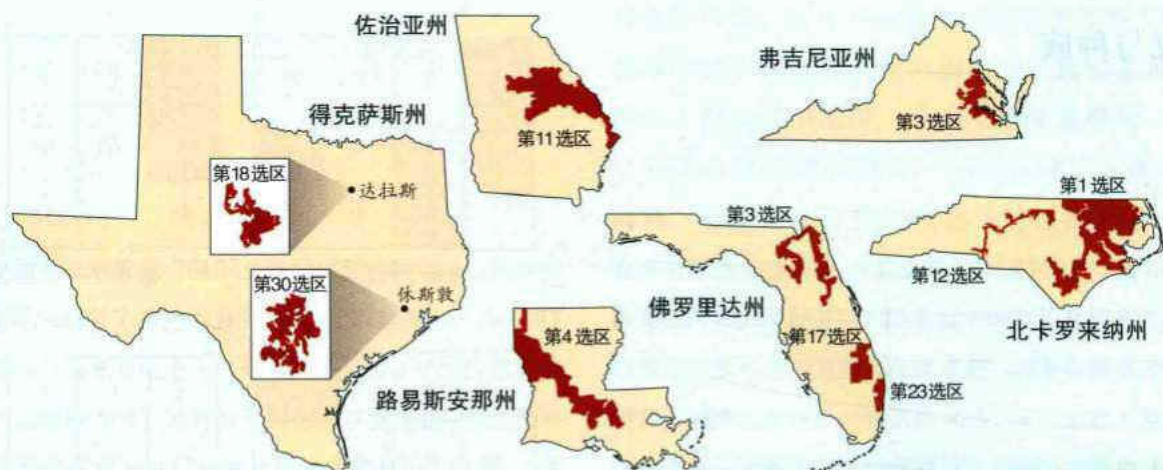 义与种族
佐治亚州
第11选区
弗吉尼亚州
第3选区
得克萨斯州
第18选区
达拉斯
第30选区
休斯敦
第1选区
第12选区
北卡罗来纳州
第3选区
佛罗里达州
第17选区
第23选区
第4选区
路易斯安那州